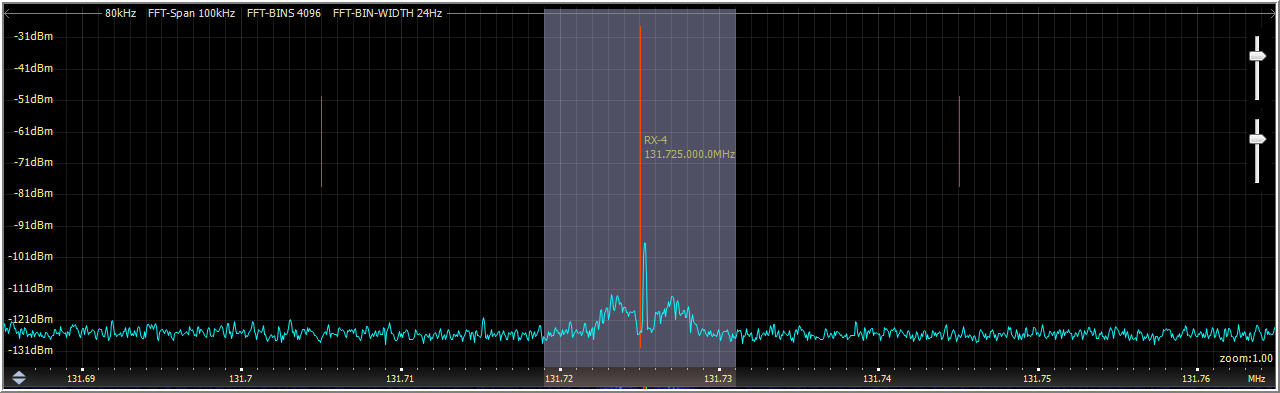 80kHz FFT-Span 100kHz FFT-BINS 4096 FFT-BIN-WIDTH 24Hz
-31dBm
-41dBm
-51dBm
-61dBm
RX-4
131.725.000.0MHz
-71dBm
-81dBm
-91dBm
-101dBm
-111dBm
-121dBm
-131dBm
zoom:1.00
131.69 131.7 131.71 131.72 131.73 131.74 131.75 131.76 MHz